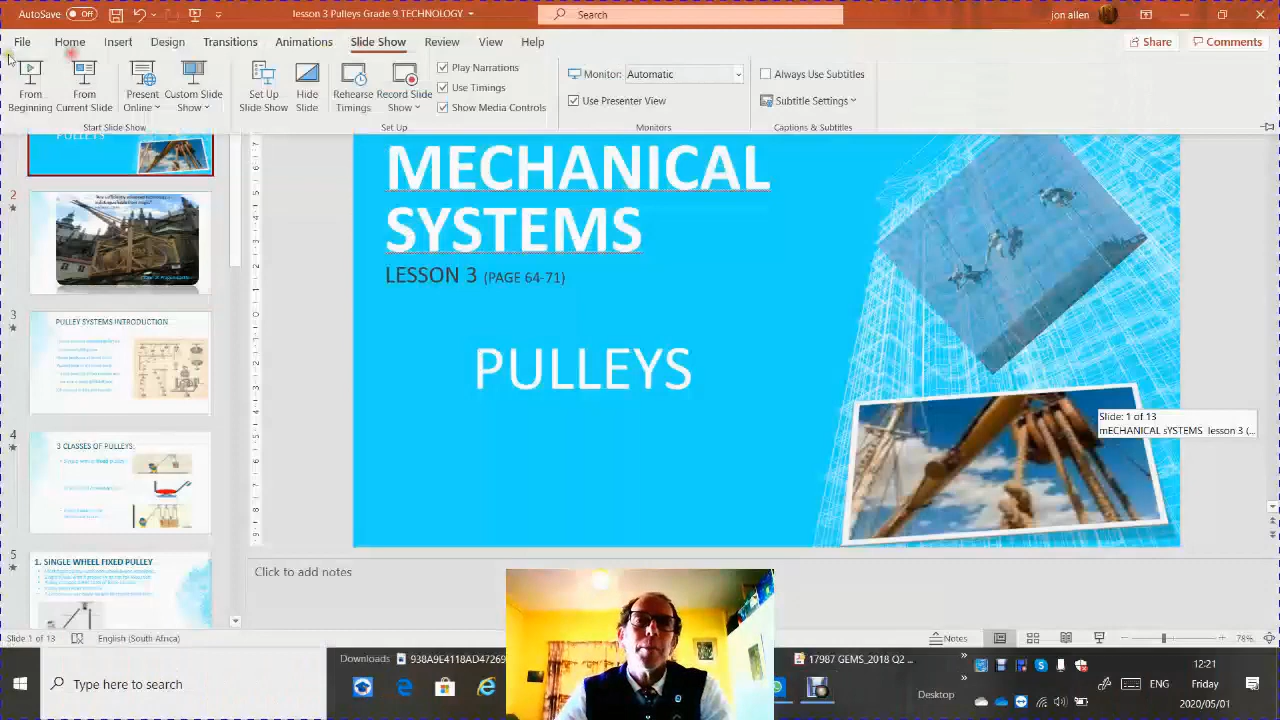 AutoSave Off
lesson 3 Pulleys Grade 9 TECHNOLOGY
Search
jon allen
File Home Insert Design Transitions Animations Slide Show Review View Help
Share Comments
From Beginning
From Current Slide
Present Online
Custom Slide Show
Set Up Slide Show
Hide Slide
Rehearse Timings
Record Slide Show
Play Narrations
Use Timings
Show Media Controls
Monitor: Automatic
Use Presenter View
Always Use Subtitles
Subtitle Settings
Start Slide Show
Set Up
Monitors
Captions & Subtitles
PULLEYS
2
3
PULLEY SYSTEMS INTRODUCTION
4
3 CLASSES OF PULLEYS
5
1. SINGLE WHEEL FIXED PULLEY
MECHANICAL
SYSTEMS
LESSON 3 (PAGE 64-71)
PULLEYS
Slide: 1 of 13
mECHANICAL sYSTEMS lesson 3 (...
Click to add notes
Slide 1 of 13
English (South Africa)
Notes
78%
Type here to search
Downloads
938A9E4118AD47269
17987 GEMS_2018 Q2 ...
Desktop
ENG
12:21
Friday
2020/05/01